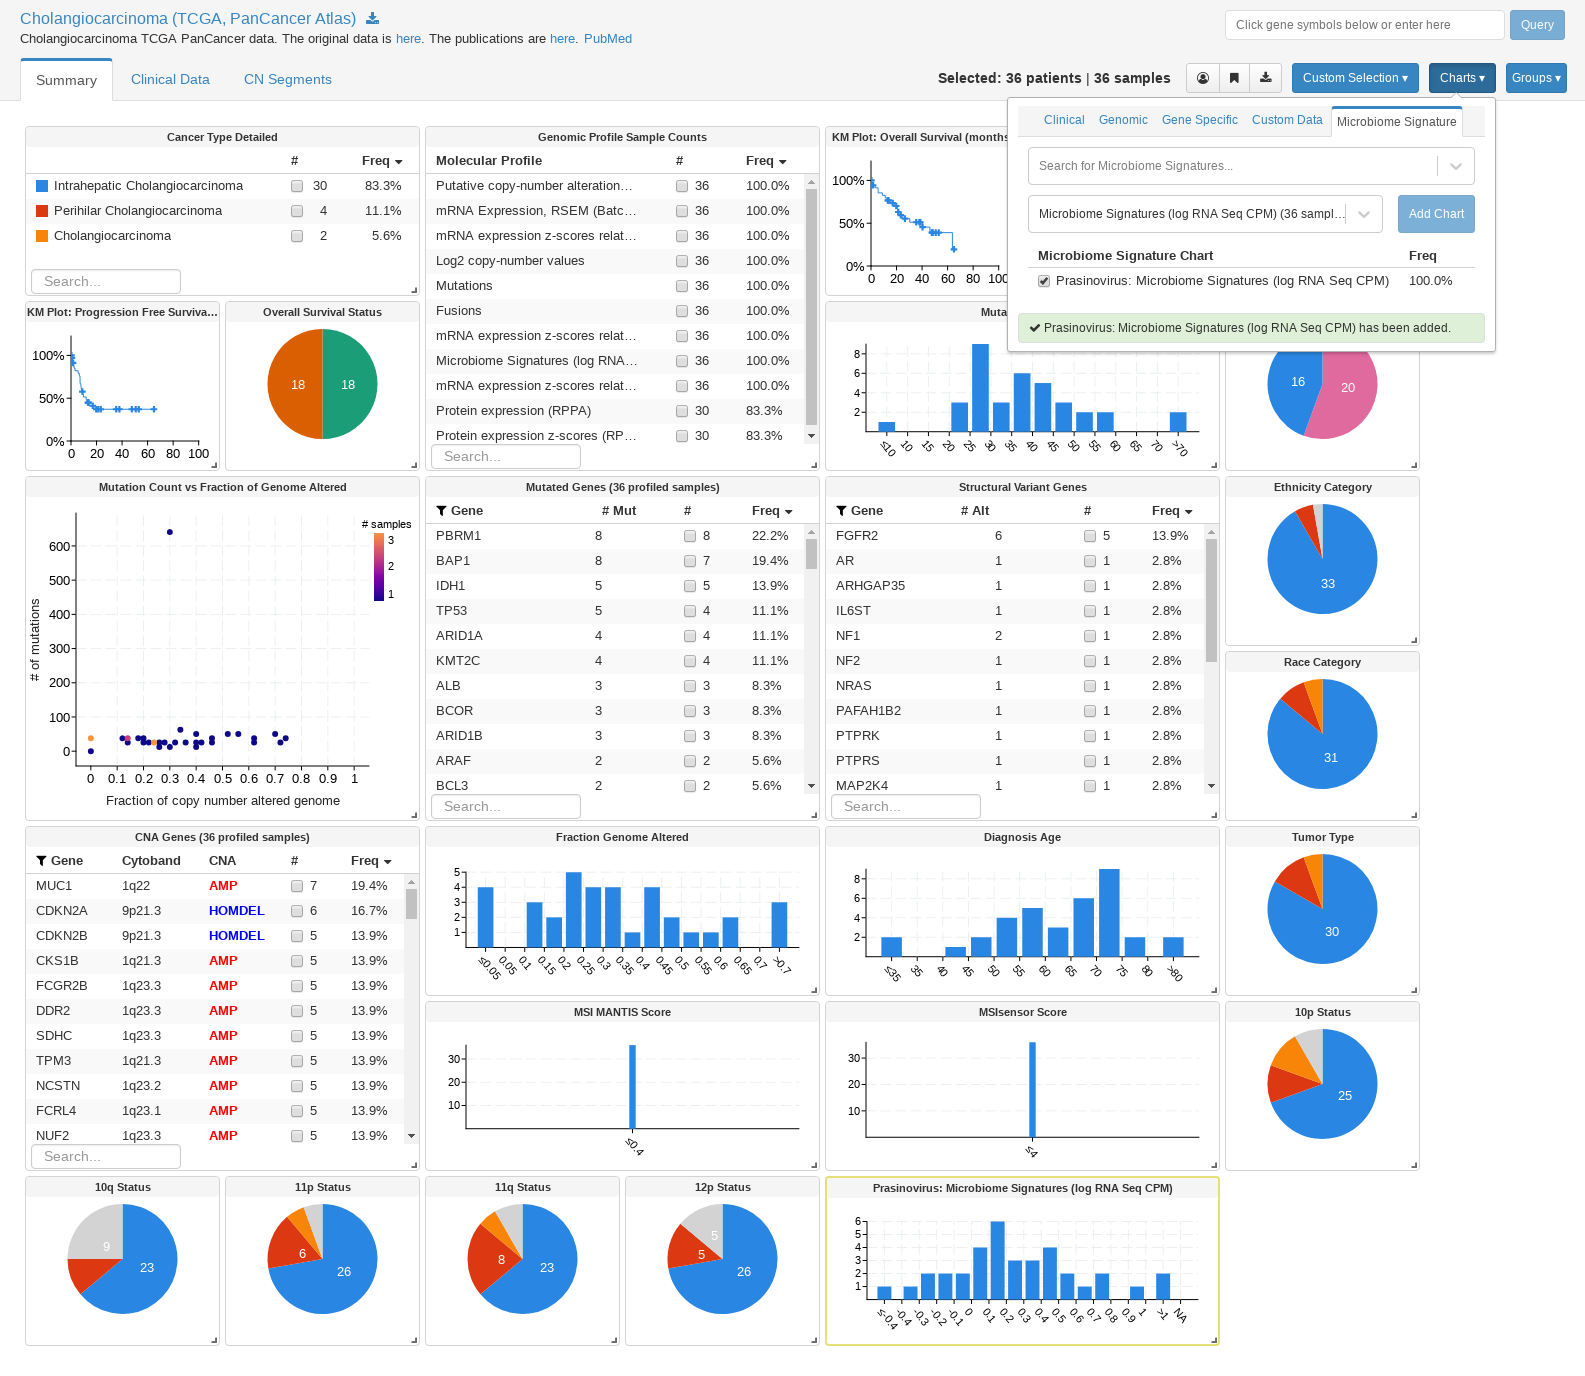 Cholangiocarcinoma (TCGA, PanCancer Atlas)
Cholangiocarcinoma TCGA PanCancer data. The original data is here. The publications are here. PubMed
Click gene symbols below or enter here
Query
Summary
Clinical Data
CN Segments
Selected: 36 patients | 36 samples
Custom Selection ▾
Charts ▾
Groups ▾
Clinical
Genomic
Gene Specific
Custom Data
Microbiome Signature
Search for Microbiome Signatures...
Microbiome Signatures (log RNA Seq CPM) (36 sampl…
Add Chart
Microbiome Signature Chart Freq
Prasinovirus: Microbiome Signatures (log RNA Seq CPM) 100.0%
Prasinovirus: Microbiome Signatures (log RNA Seq CPM) has been added.
Cancer Type Detailed
# Freq
Intrahepatic Cholangiocarcinoma 30 83.3%
Perihilar Cholangiocarcinoma 4 11.1%
Cholangiocarcinoma 2 5.6%
Search...
Genomic Profile Sample Counts
Molecular Profile # Freq
Putative copy-number alteration… 36 100.0%
mRNA Expression, RSEM (Batc… 36 100.0%
mRNA expression z-scores relat… 36 100.0%
Log2 copy-number values 36 100.0%
Mutations 36 100.0%
Fusions 36 100.0%
mRNA expression z-scores relat… 36 100.0%
Microbiome Signatures (log RNA… 36 100.0%
mRNA expression z-scores relat… 36 100.0%
Protein expression (RPPA) 30 83.3%
Protein expression z-scores (RP… 30 83.3%
Search...
KM Plot: Overall Survival (months
100%
50%
0%
0 20 40 60 80 100
KM Plot: Progression Free Surviva…
100%
50%
0%
0 20 40 60 80 100
Overall Survival Status
18 18
Muta
8
6
4
2
≤10 10 15 20 25 30 35 40 45 50 55 60 65 70 >70
16 20
Mutation Count vs Fraction of Genome Altered
# samples
3
2
1
# of mutations
600
500
400
300
200
100
0
0 0.1 0.2 0.3 0.4 0.5 0.6 0.7 0.8 0.9 1
Fraction of copy number altered genome
Mutated Genes (36 profiled samples)
Gene # Mut # Freq
PBRM1 8 8 22.2%
BAP1 8 7 19.4%
IDH1 5 5 13.9%
TP53 5 4 11.1%
ARID1A 4 4 11.1%
KMT2C 4 4 11.1%
ALB 3 3 8.3%
BCOR 3 3 8.3%
ARID1B 3 3 8.3%
ARAF 2 2 5.6%
BCL3 2 2 5.6%
Search...
Structural Variant Genes
Gene # Alt # Freq
FGFR2 6 5 13.9%
AR 1 1 2.8%
ARHGAP35 1 1 2.8%
IL6ST 1 1 2.8%
NF1 2 1 2.8%
NF2 1 1 2.8%
NRAS 1 1 2.8%
PAFAH1B2 1 1 2.8%
PTPRK 1 1 2.8%
PTPRS 1 1 2.8%
MAP2K4 1 1 2.8%
Search...
Ethnicity Category
33
Race Category
31
CNA Genes (36 profiled samples)
Gene Cytoband CNA # Freq
MUC1 1q22 AMP 7 19.4%
CDKN2A 9p21.3 HOMDEL 6 16.7%
CDKN2B 9p21.3 HOMDEL 5 13.9%
CKS1B 1q21.3 AMP 5 13.9%
FCGR2B 1q23.3 AMP 5 13.9%
DDR2 1q23.3 AMP 5 13.9%
SDHC 1q23.3 AMP 5 13.9%
TPM3 1q21.3 AMP 5 13.9%
NCSTN 1q23.2 AMP 5 13.9%
FCRL4 1q23.1 AMP 5 13.9%
NUF2 1q23.3 AMP 5 13.9%
Search...
Fraction Genome Altered
5
4
3
2
1
≤0.05 0.05 0.1 0.15 0.2 0.25 0.3 0.35 0.4 0.45 0.5 0.55 0.6 0.65 0.7 >0.7
Diagnosis Age
8
6
4
2
≤35 35 40 45 50 55 60 65 70 75 80 >80
Tumor Type
30
MSI MANTIS Score
30
20
10
≤0.4
MSIsensor Score
30
20
10
≤4
10p Status
25
10q Status
9 23
11p Status
6 26
11q Status
8 23
12p Status
5 5 26
Prasinovirus: Microbiome Signatures (log RNA Seq CPM)
6
5
4
3
2
1
≤-0.4 -0.4 -0.3 -0.2 -0.1 0 0.1 0.2 0.3 0.4 0.5 0.6 0.7 0.8 0.9 1 >1 NA